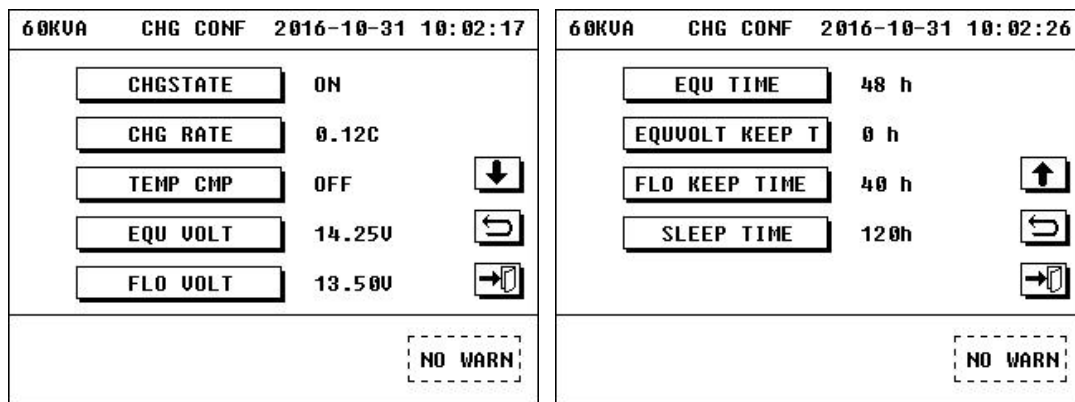 60KVA CHG CONF 2016-10-31 10:02:17
CHGSTATE ON
CHG RATE 0.12C
TEMP CMP OFF
EQU VOLT 14.25V
FLO VOLT 13.50V
NO WARN
60KVA CHG CONF 2016-10-31 10:02:26
EQU TIME 48 h
EQUVOLT KEEP T 0 h
FLO KEEP TIME 40 h
SLEEP TIME 120h
NO WARN